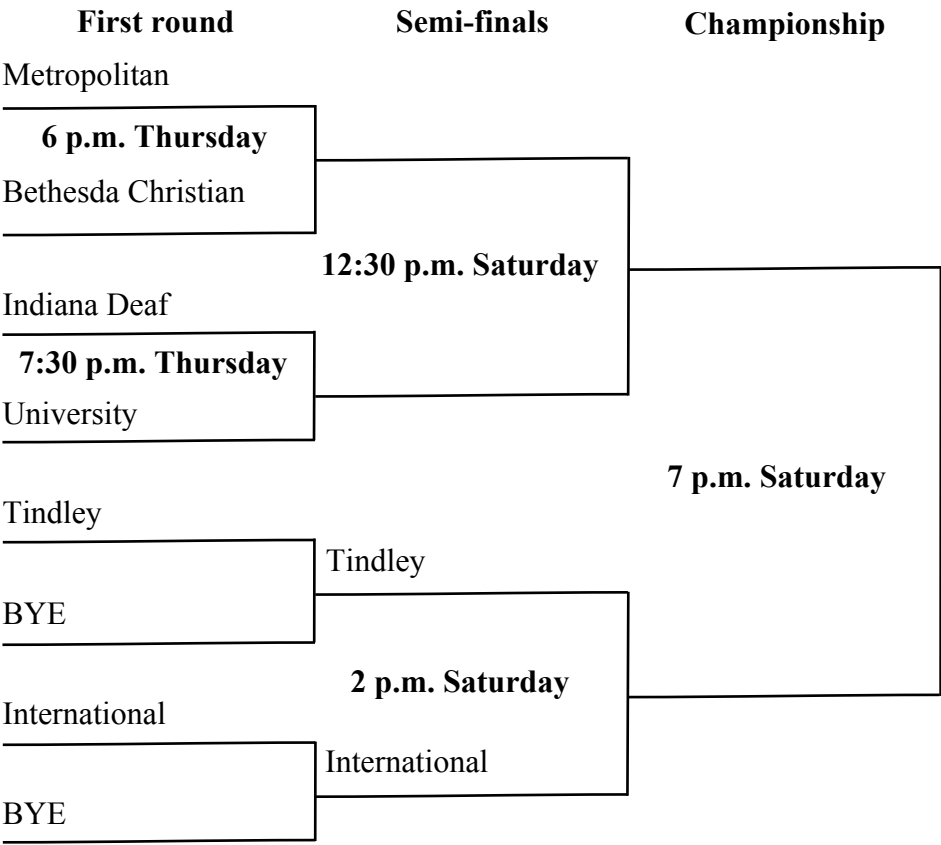 First round Semi-finals Championship
Metropolitan
6 p.m. Thursday
Bethesda Christian
12:30 p.m. Saturday
Indiana Deaf
7:30 p.m. Thursday
University
7 p.m. Saturday
Tindley
Tindley
BYE
2 p.m. Saturday
International
International
BYE